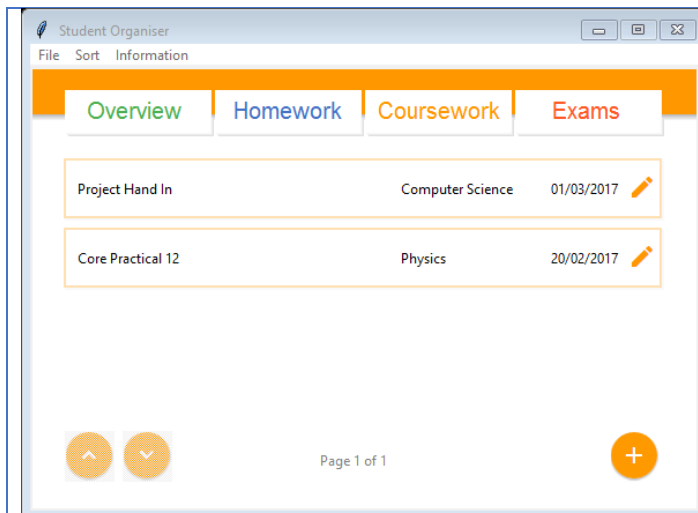 Student Organiser
File Sort Information
Overview Homework Coursework Exams
Project Hand In Computer Science 01/03/2017
Core Practical 12 Physics 20/02/2017
Page 1 of 1